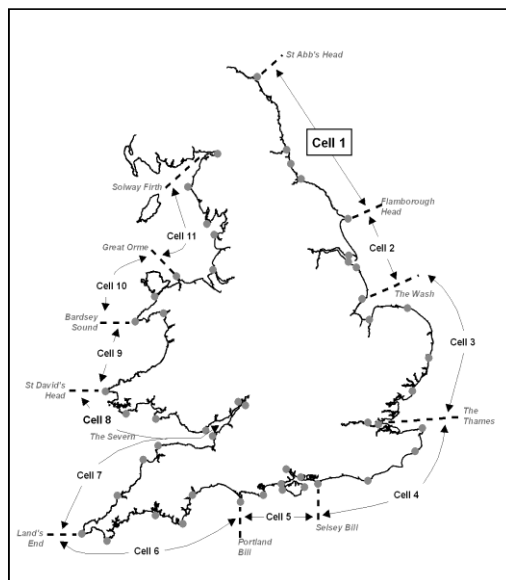 St Abb's Head
Cell 1
Solway Firth
Flamborough
Head
Cell 11
Great Orme
Cell 2
Cell 10
The Wash
Bardsey
Sound
Cell 3
Cell 9
St David's
Head
Cell 8
The
Thames
The Severn
Cell 7
Cell 4
Cell 5
Land's
End
Selsey Bill
Cell 6
Portland
Bill